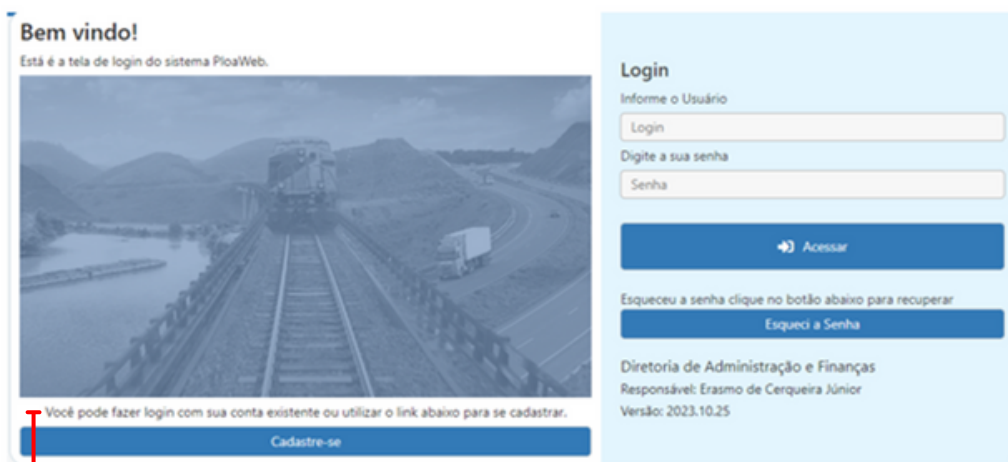 Bem vindo!
Está é a tela de login do sistema PloaWeb.
Você pode fazer login com sua conta existente ou utilizar o link abaixo para se cadastrar.
Cadastre-se
Login
Informe o Usuário
Login
Digite a sua senha
Senha
Acessar
Esqueceu a senha clique no botão abaixo para recuperar
Esqueci a Senha
Diretoria de Administração e Finanças
Responsável: Erasmo de Cerqueira Júnior
Versão: 2023.10.25